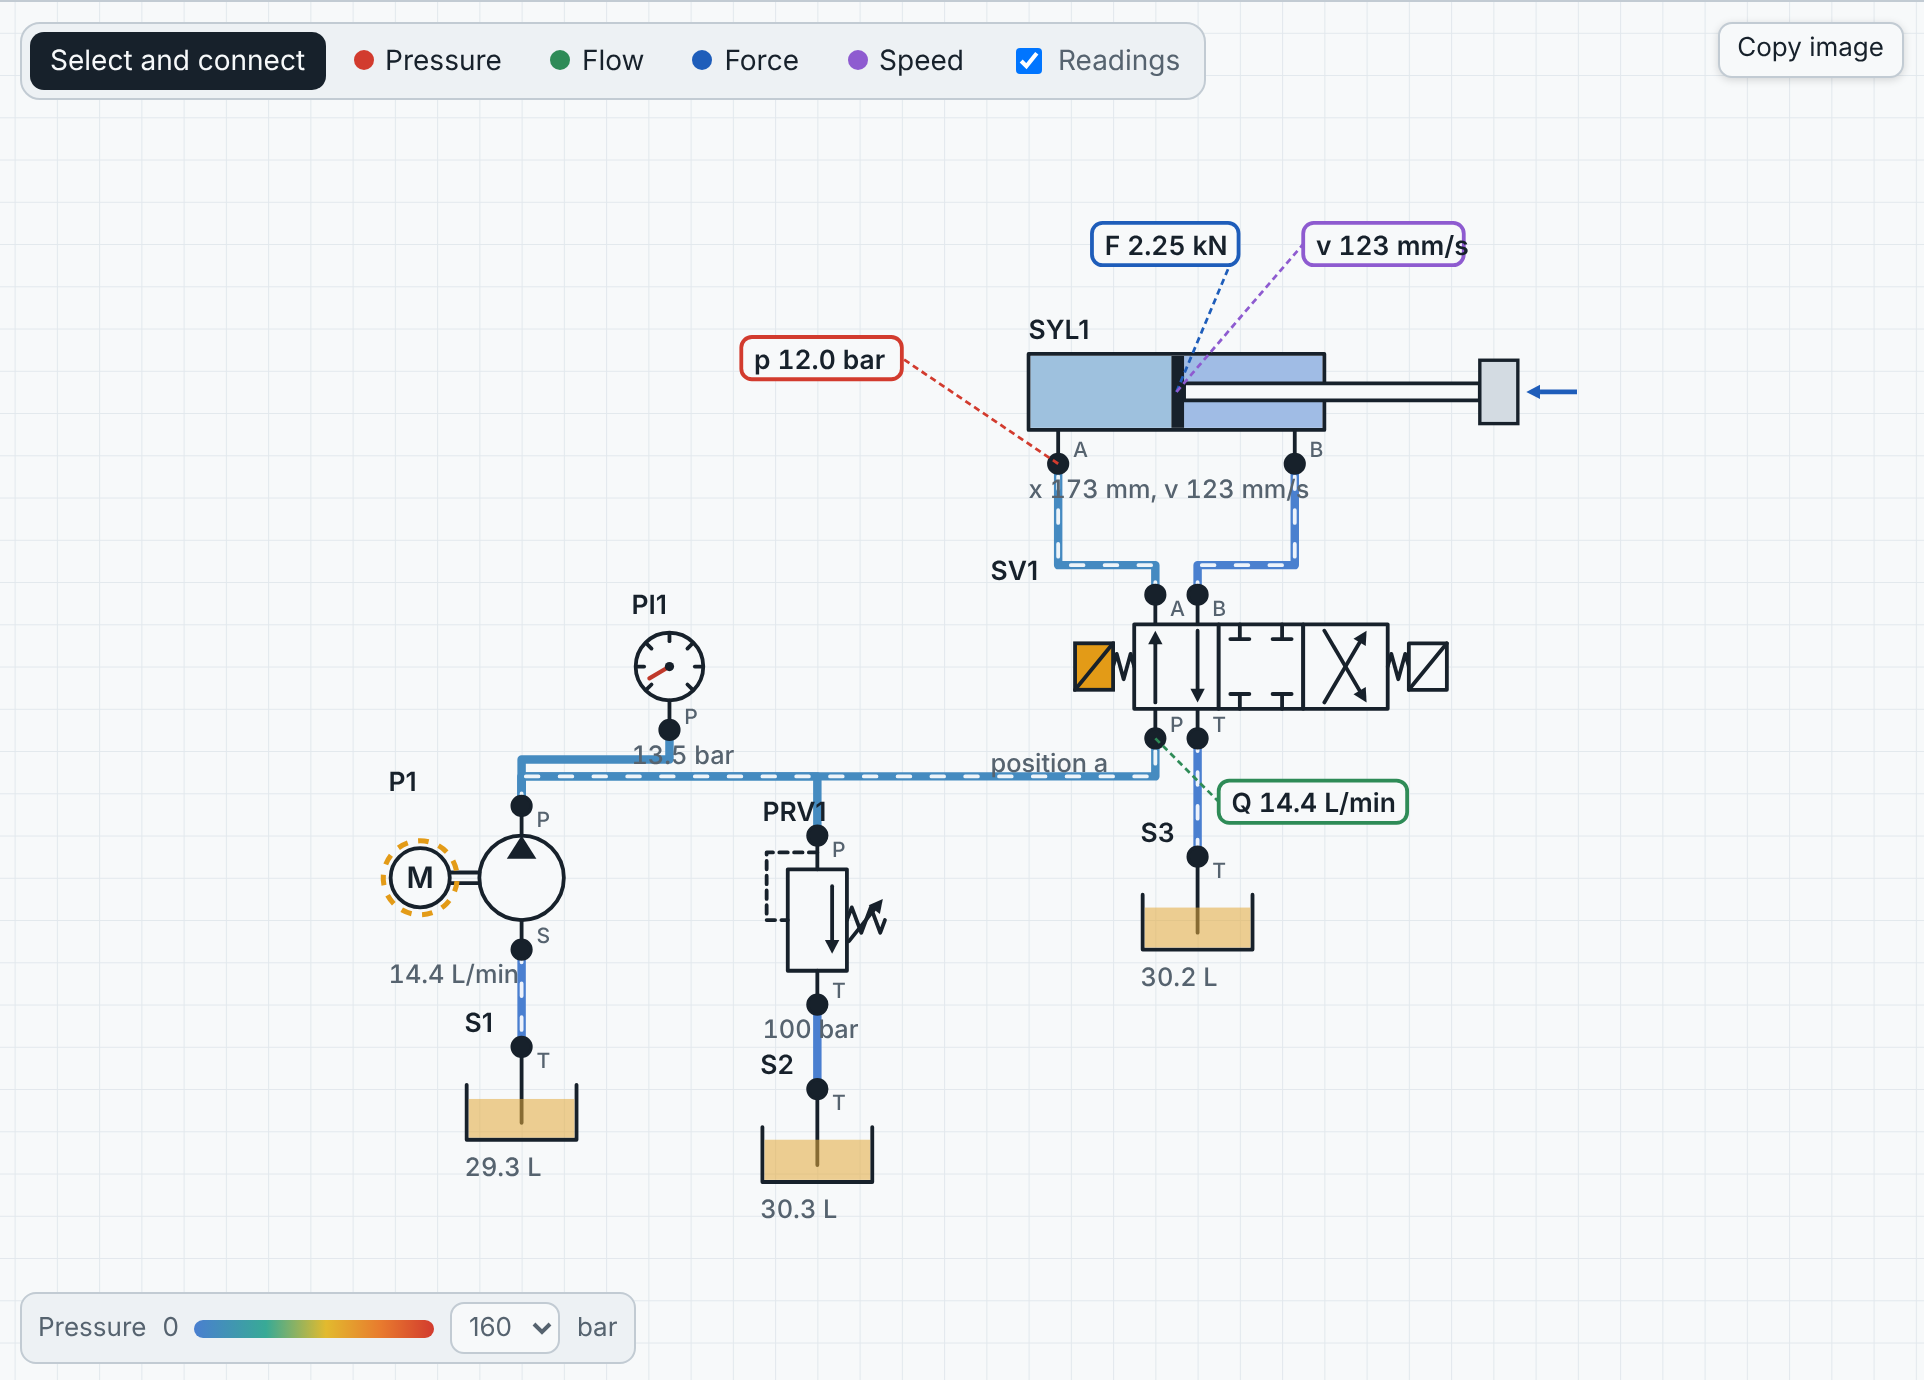 Select and connect
Pressure
Flow
Force
Speed
Readings
Copy image
F 2.25 kN
v 123 mm/s
SYL1
p 12.0 bar
A
B
x 173 mm, v 123 mm/s
SV1
A
B
PI1
P
13.5 bar
P
T
position a
P1
P
PRV1
P
Q 14.4 L/min
S3
T
M
S
14.4 L/min
30.2 L
T
100 bar
S1
T
S2
T
29.3 L
30.3 L
Pressure 0
160
bar